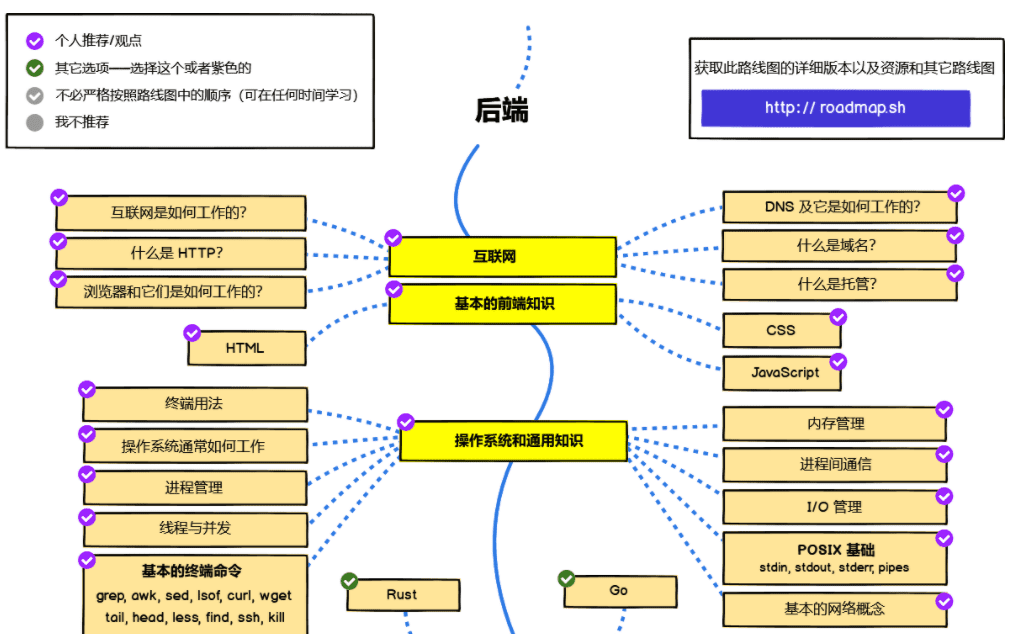 个人推荐/观点
其它选项——选择这个或者紫色的
不必严格按照路线图中的顺序（可在任何时间学习）
我不推荐
后端
获取此路线图的详细版本以及资源和其它路线图
http:// roadmap.sh
互联网是如何工作的？
什么是 HTTP？
浏览器和它们是如何工作的？
互联网
DNS 及它是如何工作的？
什么是域名？
什么是托管？
基本的前端知识
HTML
CSS
JavaScript
终端用法
操作系统通常如何工作
进程管理
线程与并发
基本的终端命令
grep, awk, sed, lsof, curl, wget
tail, head, less, find, ssh, kill
操作系统和通用知识
内存管理
进程间通信
I/O 管理
POSIX 基础
stdin, stdout, stderr, pipes
基本的网络概念
Rust
Go